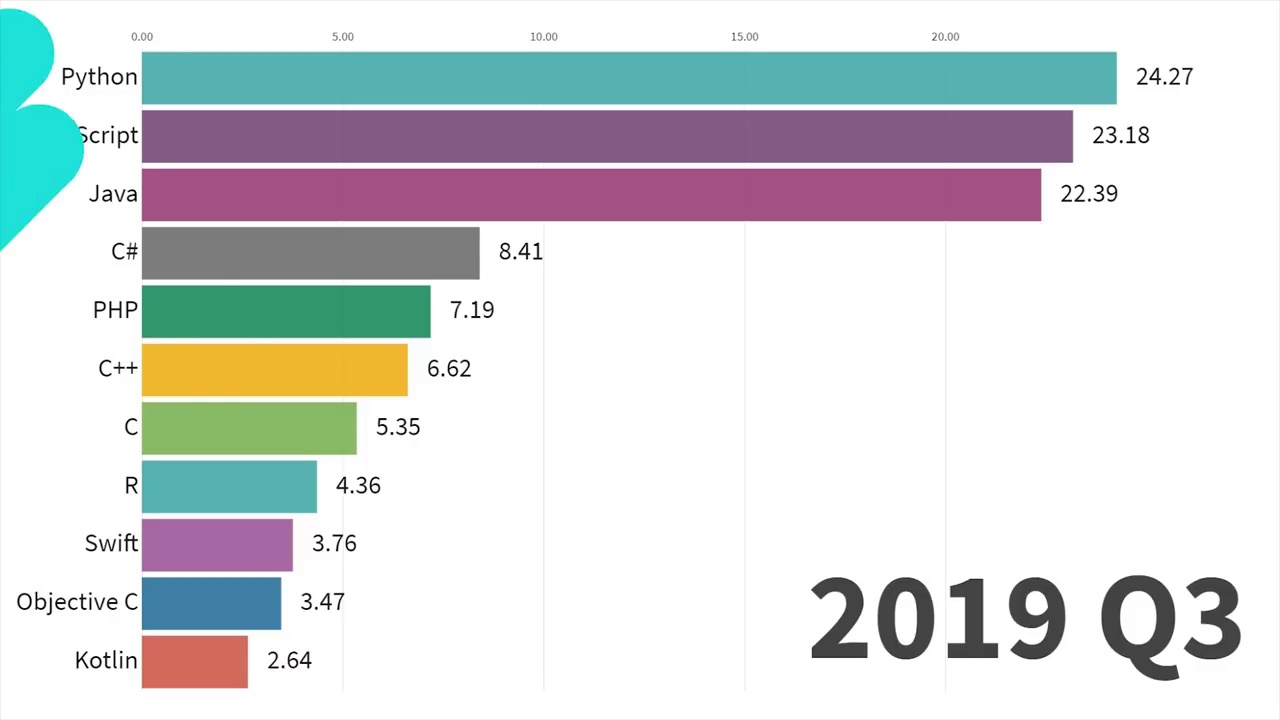 0.00 5.00 10.00 15.00 20.00
Python 24.27
Script 23.18
Java 22.39
C# 8.41
PHP 7.19
C++ 6.62
C 5.35
R 4.36
Swift 3.76
Objective C 3.47
Kotlin 2.64
2019 Q3